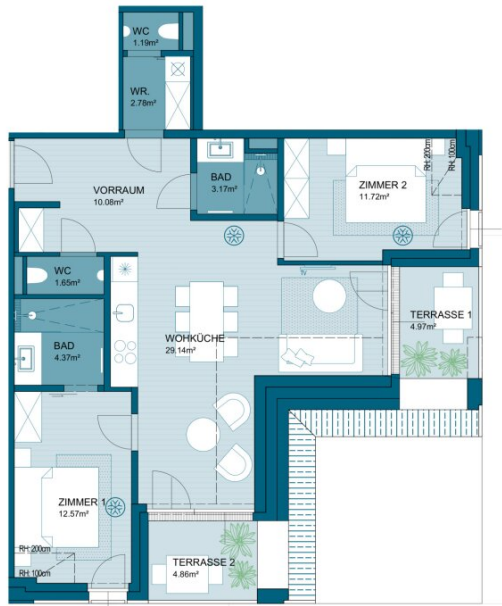 WC
1.19m²
WR.
2.78m²
VORRAUM
10.08m²
BAD
3.17m²
ZIMMER 2
11.72m²
RH: 200cm
RH: 100cm
WC
1.65m²
TV
TERRASSE 1
4.97m²
BAD
4.37m²
WOHKÜCHE
29.14m²
ZIMMER 1
12.57m²
RH: 200cm
RH: 100cm
TERRASSE 2
4.86m²